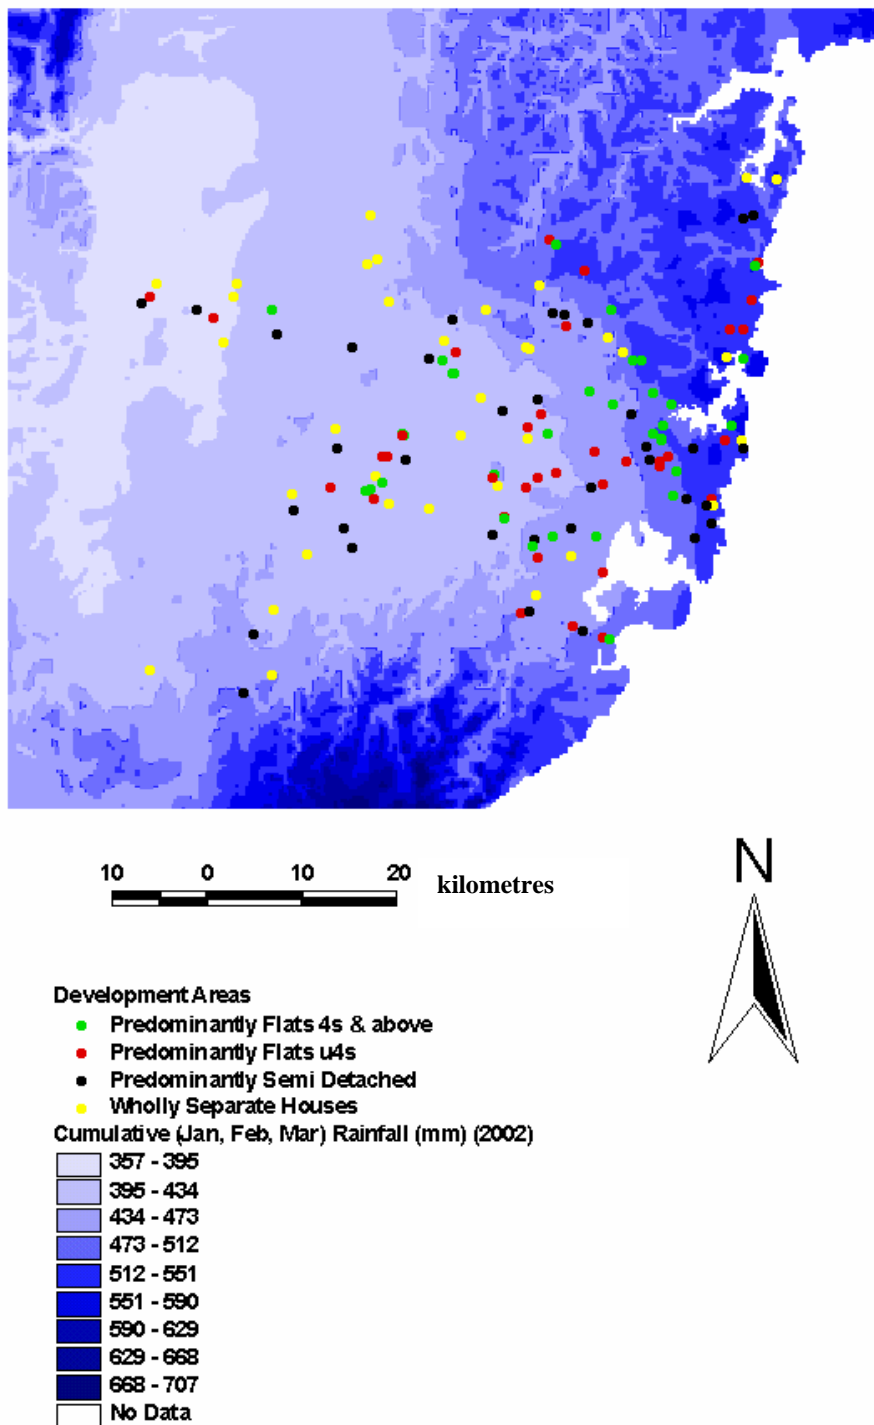 10 0 20 kilometres
N
Development Areas
Predominantly Flats 4s & above
Predominantly Flats u4s
Predominantly Semi Detached
Wholly Separate Houses
Cumulative (Jan, Feb, Mar) Rainfall (mm) (2002)
357 - 395
395 - 434
434 - 473
473 - 512
512 - 551
551 - 590
590 - 629
629 - 668
668 - 707
No Data